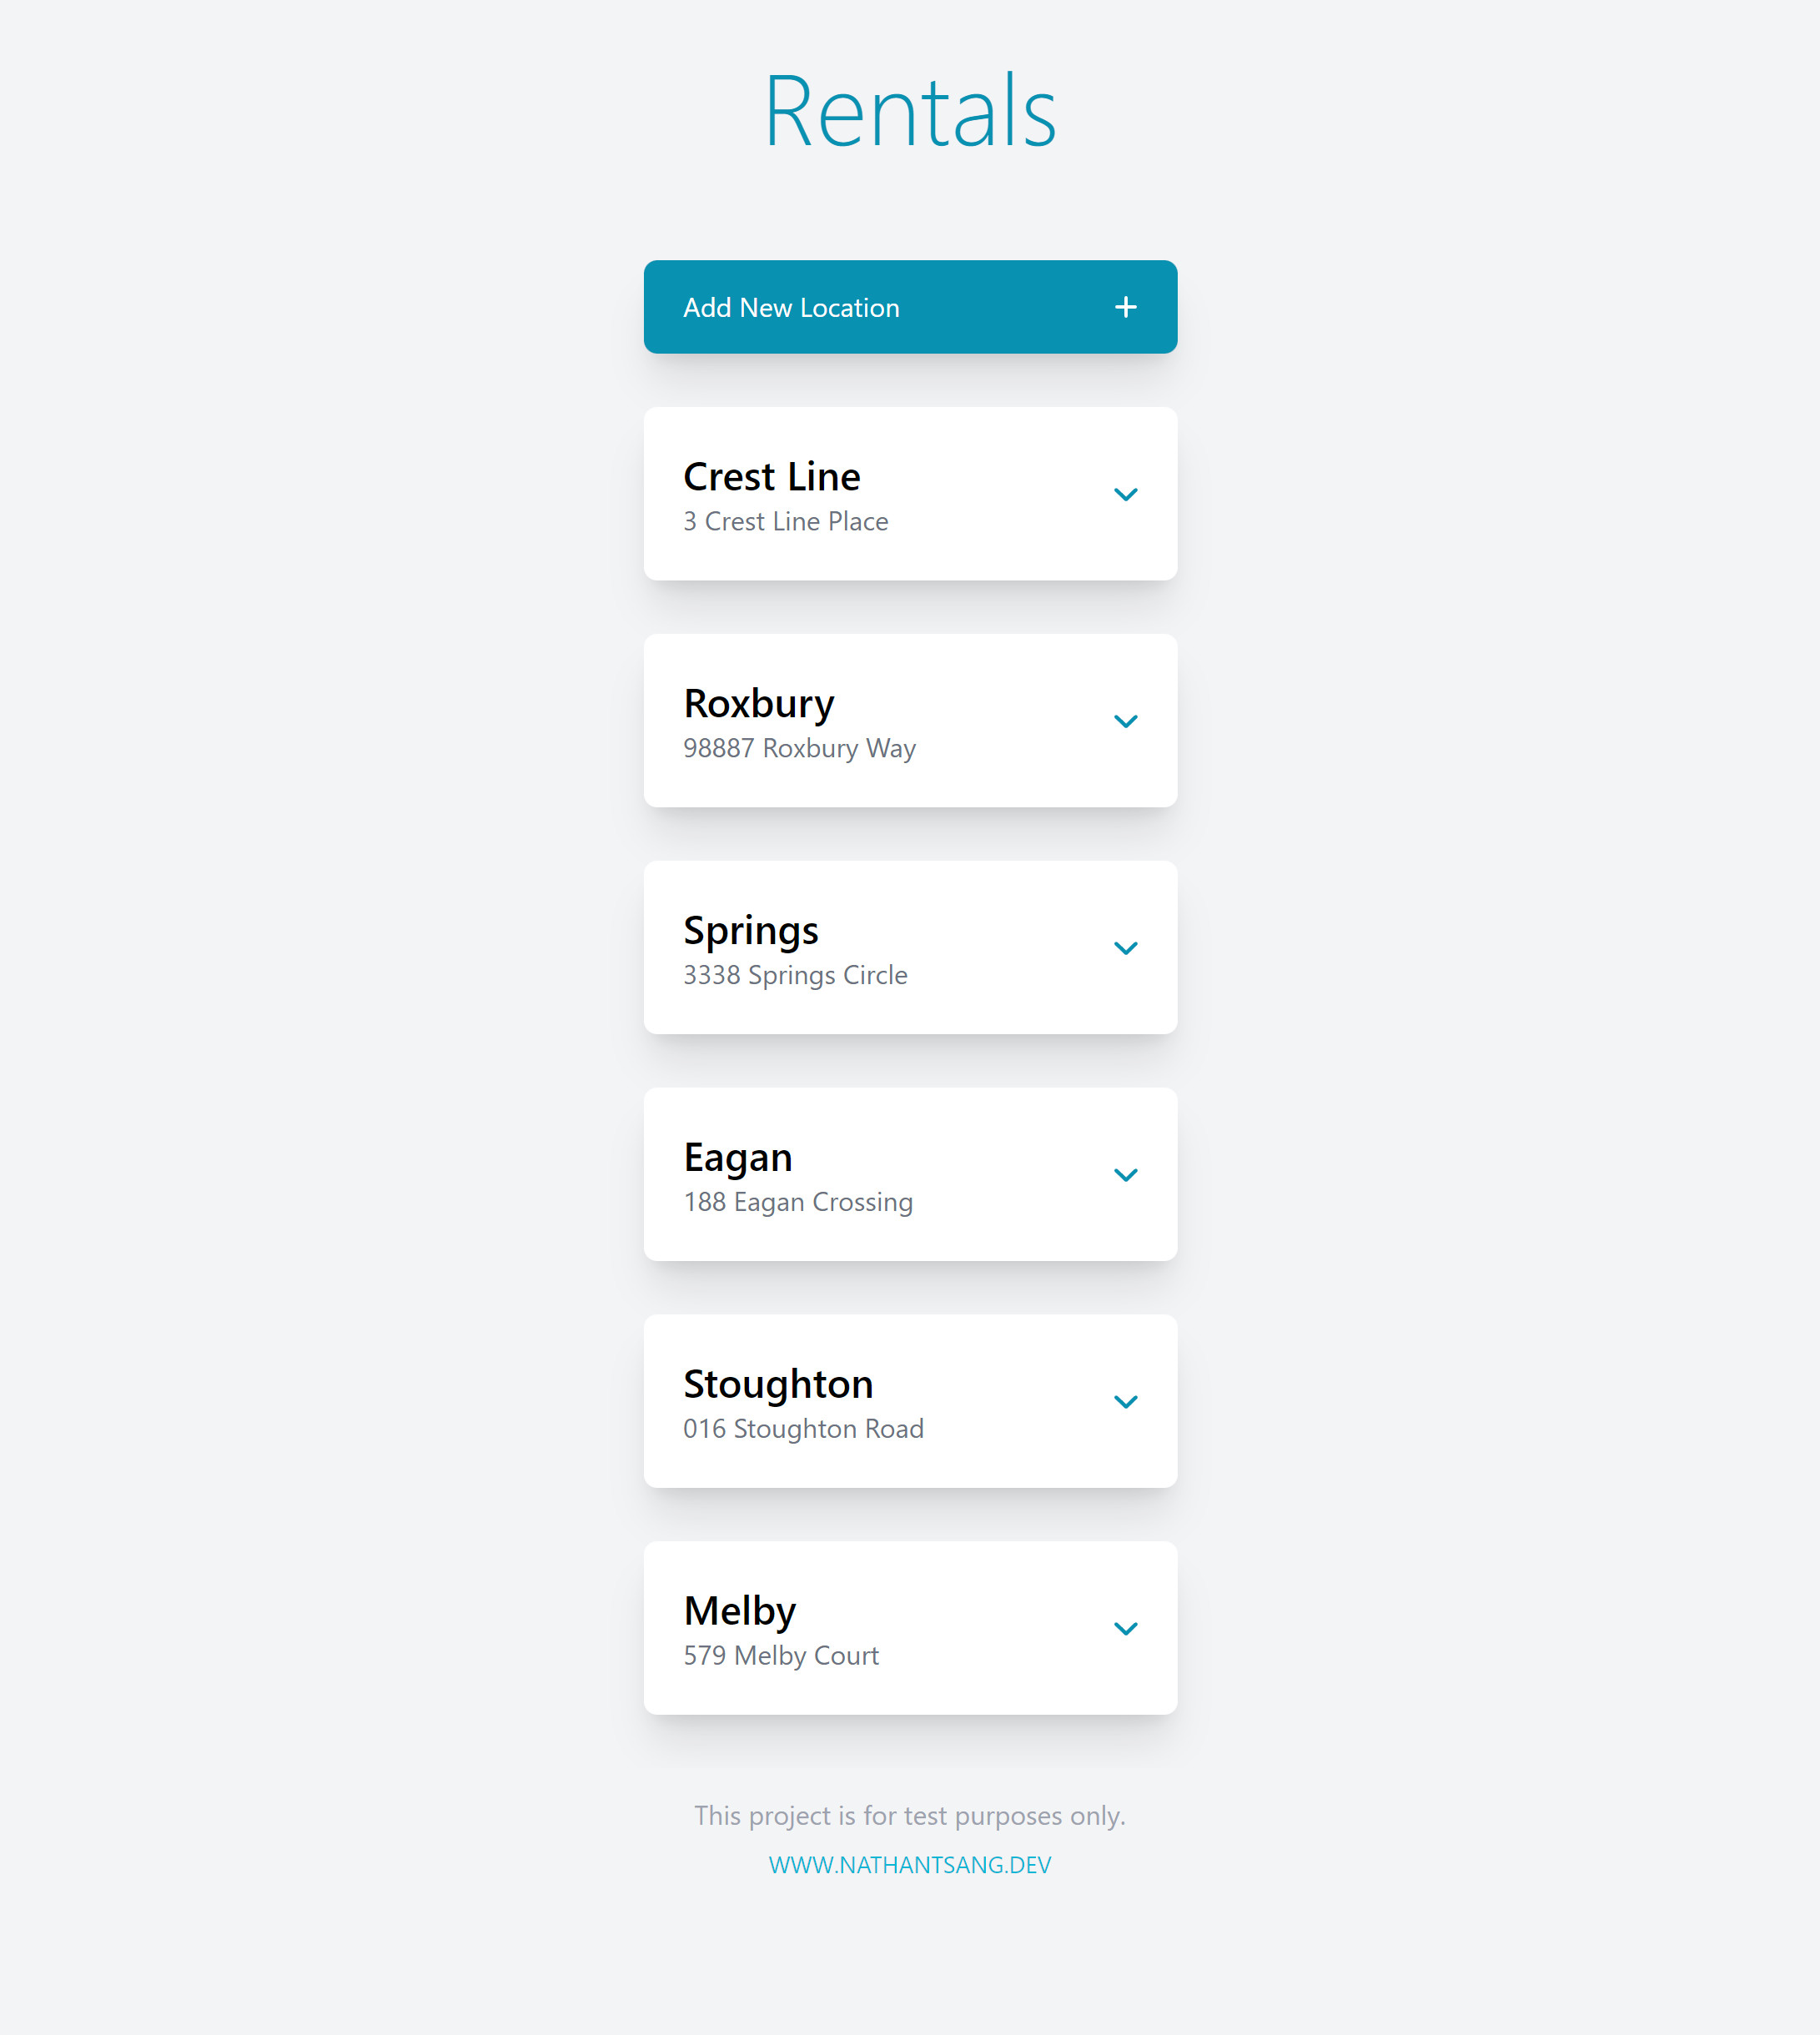 Rentals
Add New Location
Crest Line
3 Crest Line Place
Roxbury
98887 Roxbury Way
Springs
3338 Springs Circle
Eagan
188 Eagan Crossing
Stoughton
016 Stoughton Road
Melby
579 Melby Court
This project is for test purposes only.
WWW.NATHANTSANG.DEV